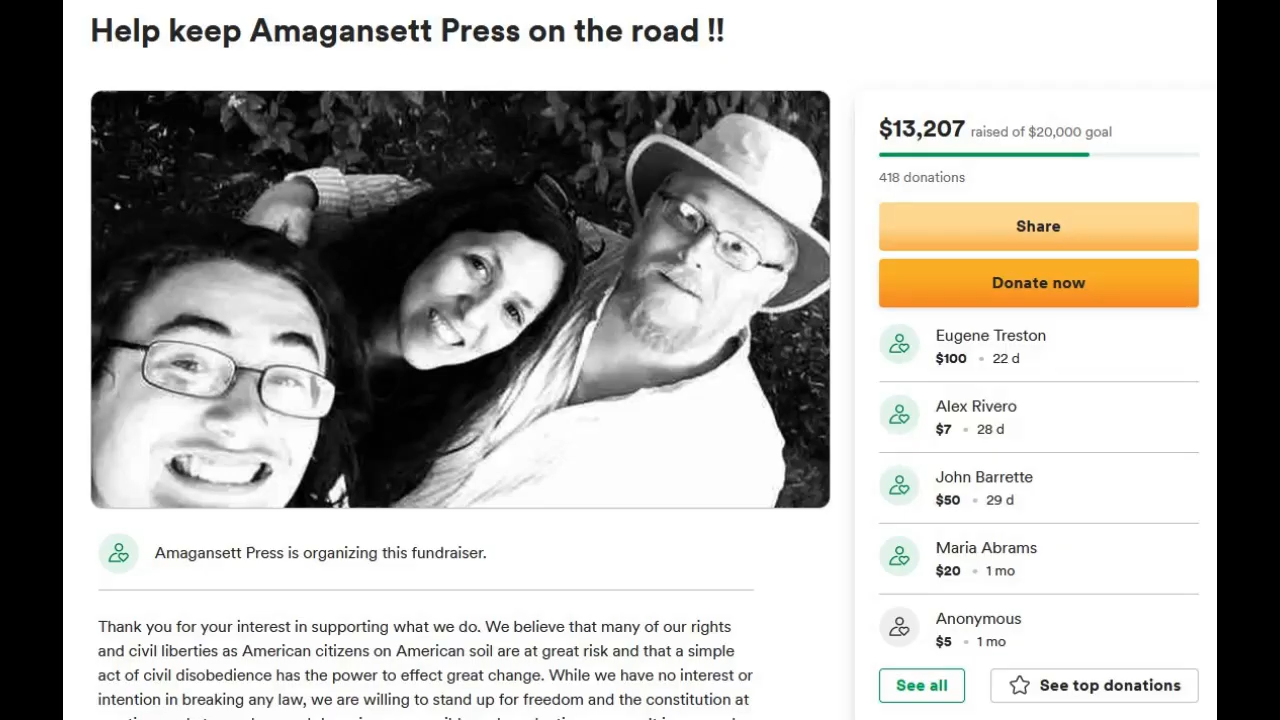 Help keep Amagansett Press on the road !!
$13,207 raised of $20,000 goal
418 donations
Share
Donate now
Eugene Treston
$100 • 22 d
Alex Rivero
$7 • 28 d
John Barrette
$50 • 29 d
Maria Abrams
$20 • 1 mo
Anonymous
$5 • 1 mo
See all
See top donations
Amagansett Press is organizing this fundraiser.
Thank you for your interest in supporting what we do. We believe that many of our rights
and civil liberties as American citizens on American soil are at great risk and that a simple
act of civil disobedience has the power to effect great change. While we have no interest or
intention in breaking any law, we are willing to stand up for freedom and the constitution at